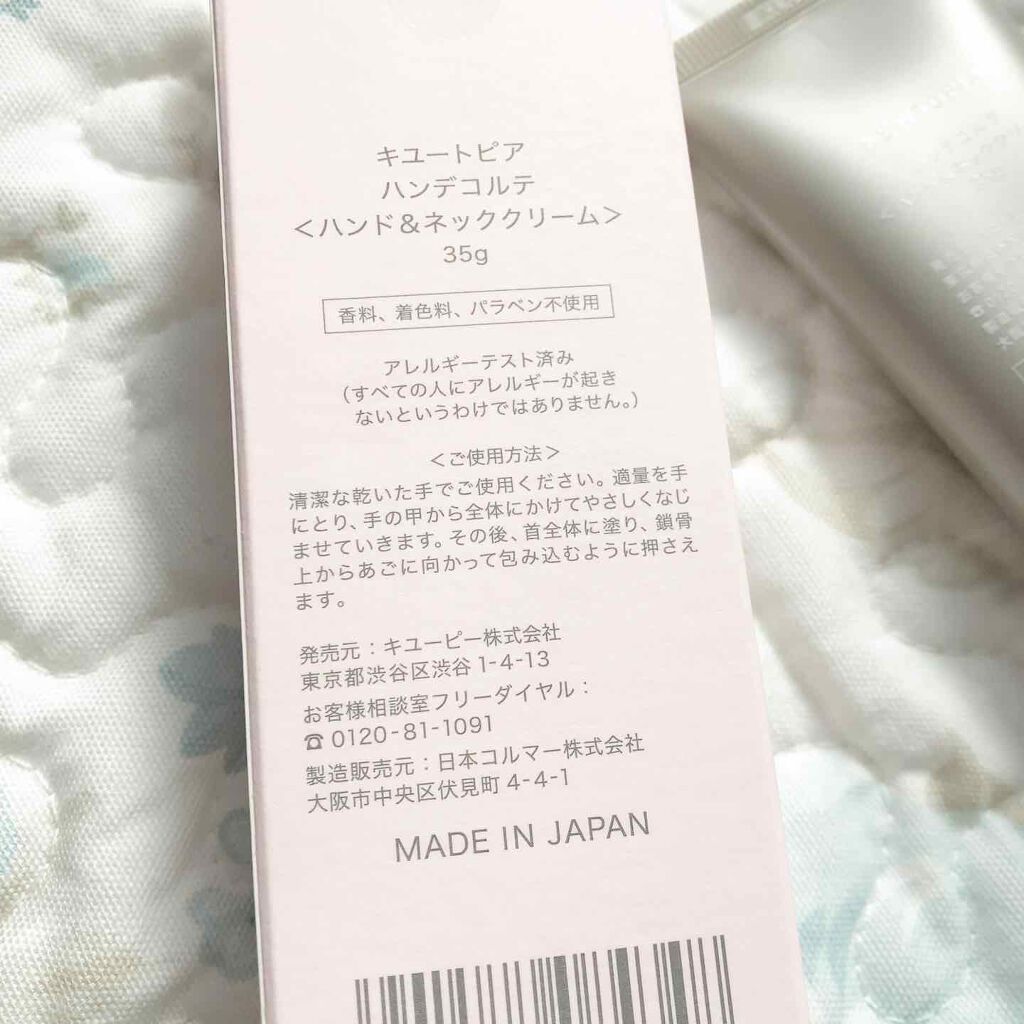 キユートピア
ハンデコルテ
＜ハンド＆ネッククリーム＞
35g
香料、着色料、パラベン不使用
アレルギーテスト済み
（すべての人にアレルギーが起き
ないというわけではありません。）
＜ご使用方法＞
清潔な乾いた手でご使用ください。適量を手
にとり、手の甲から全体にかけてやさしくなじ
ませていきます。その後、首全体に塗り、鎖骨
上からあごに向かって包み込むように押さえ
ます。
発売元：キユーピー株式会社
東京都渋谷区渋谷 1-4-13
お客様相談室フリーダイヤル：
☎ 0120-81-1091
製造販売元：日本コルマー株式会社
大阪市中央区伏見町 4-4-1
MADE IN JAPAN